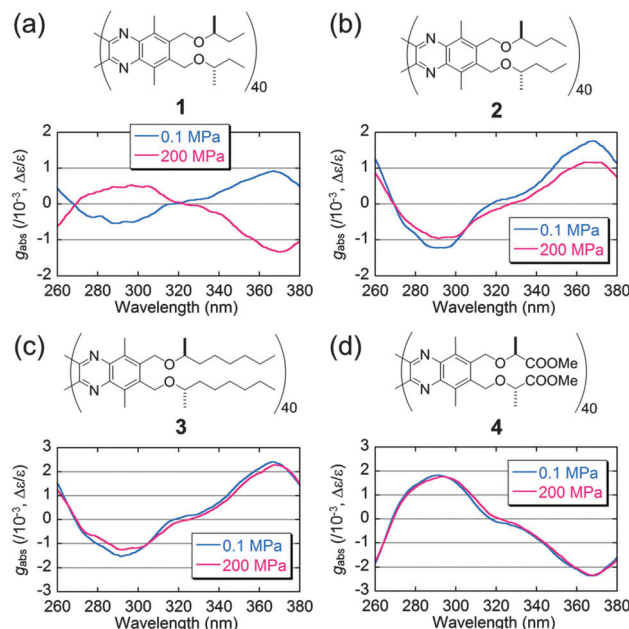 (a)
N
N
O
O
40
1
0.1 MPa
200 MPa
2
1
0
-1
-2
260 280 300 320 340 360 380
Wavelength (nm)
gabs (/10-3, Δε/ε)
(b)
N
N
O
O
40
2
0.1 MPa
200 MPa
2
1
0
-1
-2
260 280 300 320 340 360 380
Wavelength (nm)
gabs (/10-3, Δε/ε)
(c)
N
N
O
O
40
3
0.1 MPa
200 MPa
3
2
1
0
-1
-2
-3
260 280 300 320 340 360 380
Wavelength (nm)
gabs (/10-3, Δε/ε)
(d)
N
N
O
COOMe
O
COOMe
40
4
0.1 MPa
200 MPa
3
2
1
0
-1
-2
-3
260 280 300 320 340 360 380
Wavelength (nm)
gabs (/10-3, Δε/ε)